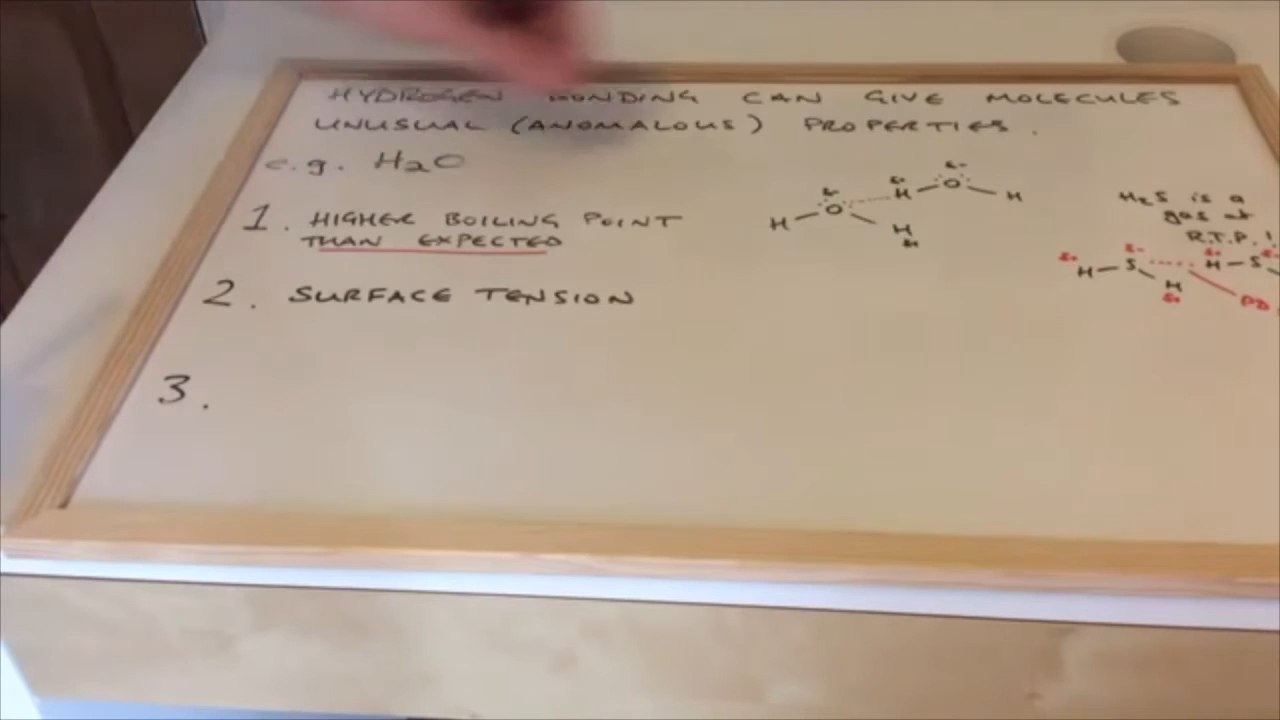 HYDROGEN BONDING CAN GIVE MOLECULES
UNUSUAL (ANOMALOUS) PROPERTIES.
e.g. H2O
1. HIGHER BOILING POINT
THAN EXPECTED
2. SURFACE TENSION
3.
δ-
O
H
H
δ+
δ+
H
δ-
O
H
H2S is a
gas at
R.T.P.!
δ+
H
δ-
S
H
δ+
δ+
H
S
δ-
PD